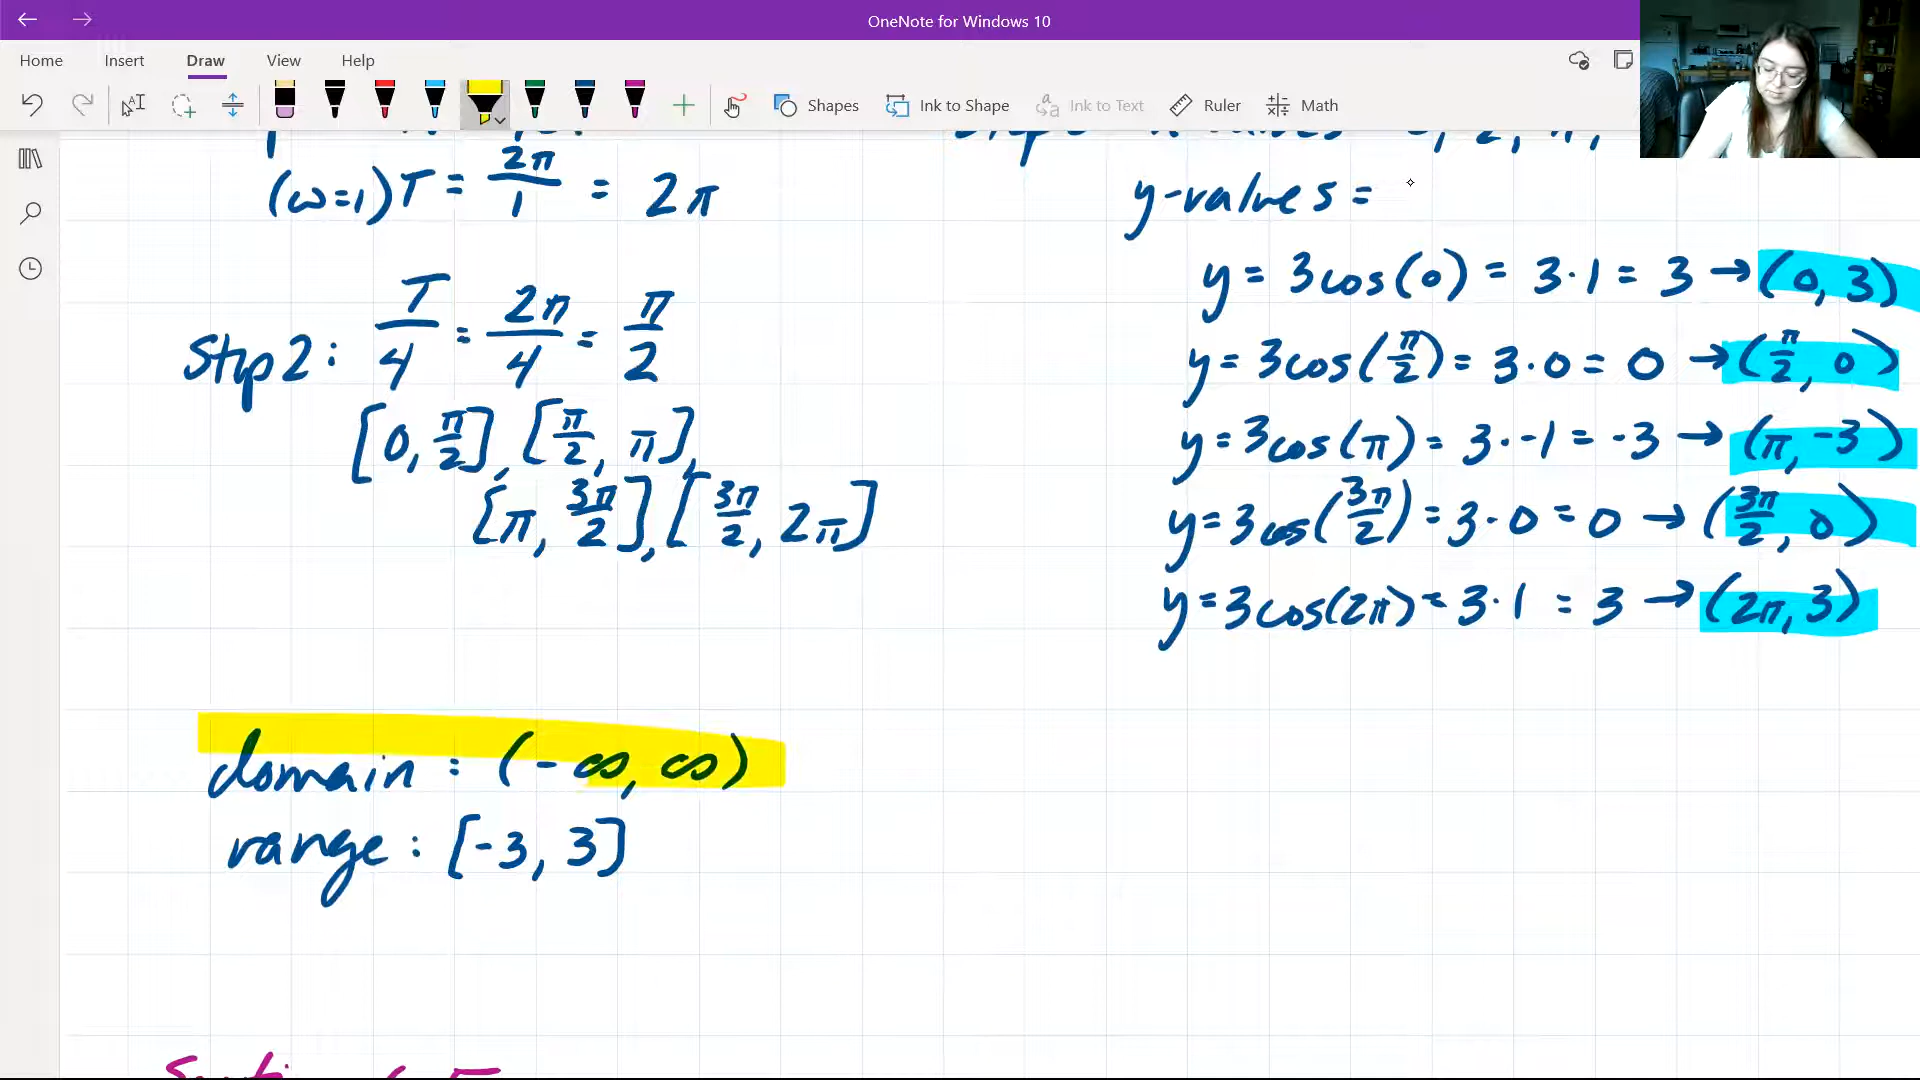 OneNote for Windows 10
Home Insert Draw View Help
Shapes Ink to Shape Ink to Text Ruler Math
(ω=1) T = 2π/1 = 2π
Step 2: T/4 = 2π/4 = π/2
[0, π/2], [π/2, π],
[π, 3π/2], [3π/2, 2π]
domain : (-∞, ∞)
range : [-3, 3]
y-values =
y = 3cos(0) = 3·1 = 3 → (0, 3)
y = 3cos(π/2) = 3·0 = 0 → (π/2, 0)
y = 3cos(π) = 3·-1 = -3 → (π, -3)
y = 3cos(3π/2) = 3·0 = 0 → (3π/2, 0)
y = 3cos(2π) = 3·1 = 3 → (2π, 3)